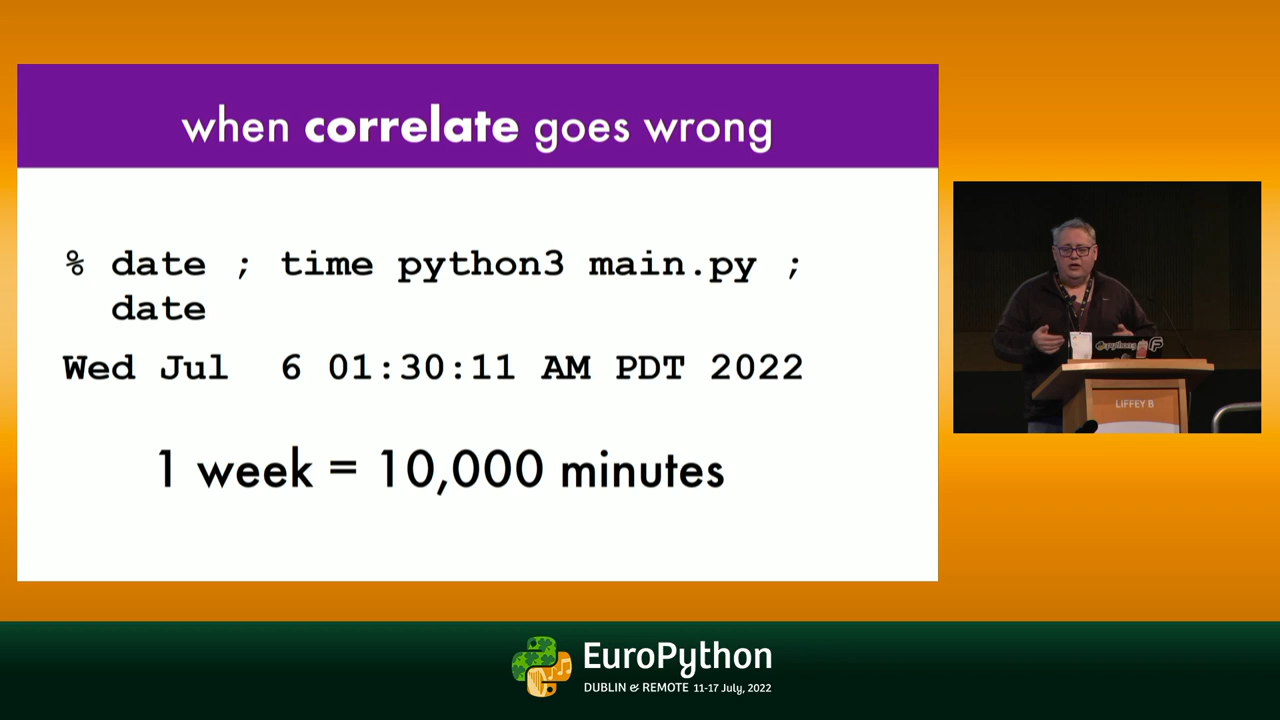 when correlate goes wrong
% date ; time python3 main.py ;
date
Wed Jul  6 01:30:11 AM PDT 2022
1 week = 10,000 minutes
python
LIFFEY B
EuroPython
DUBLIN & REMOTE 11-17 July, 2022